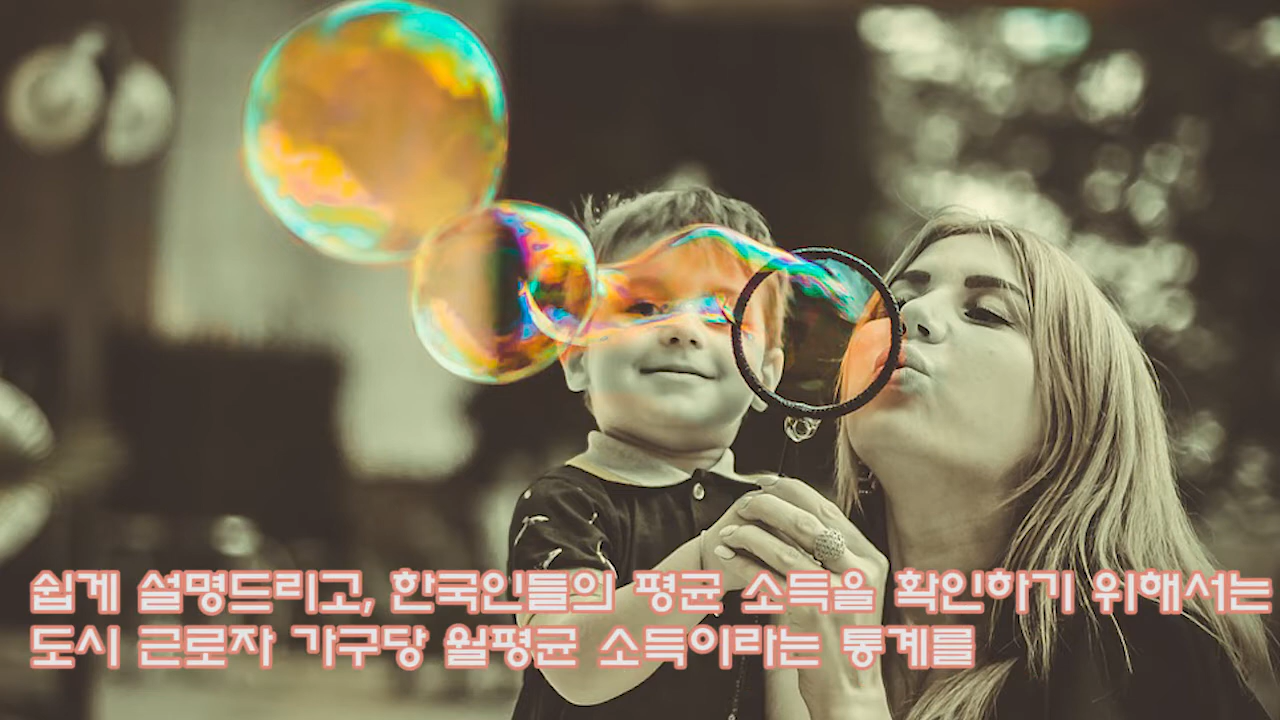 쉽게 설명드리고, 한국인들의 평균 소득을 확인하기 위해서는
도시 근로자 가구당 월평균 소득이라는 통계를